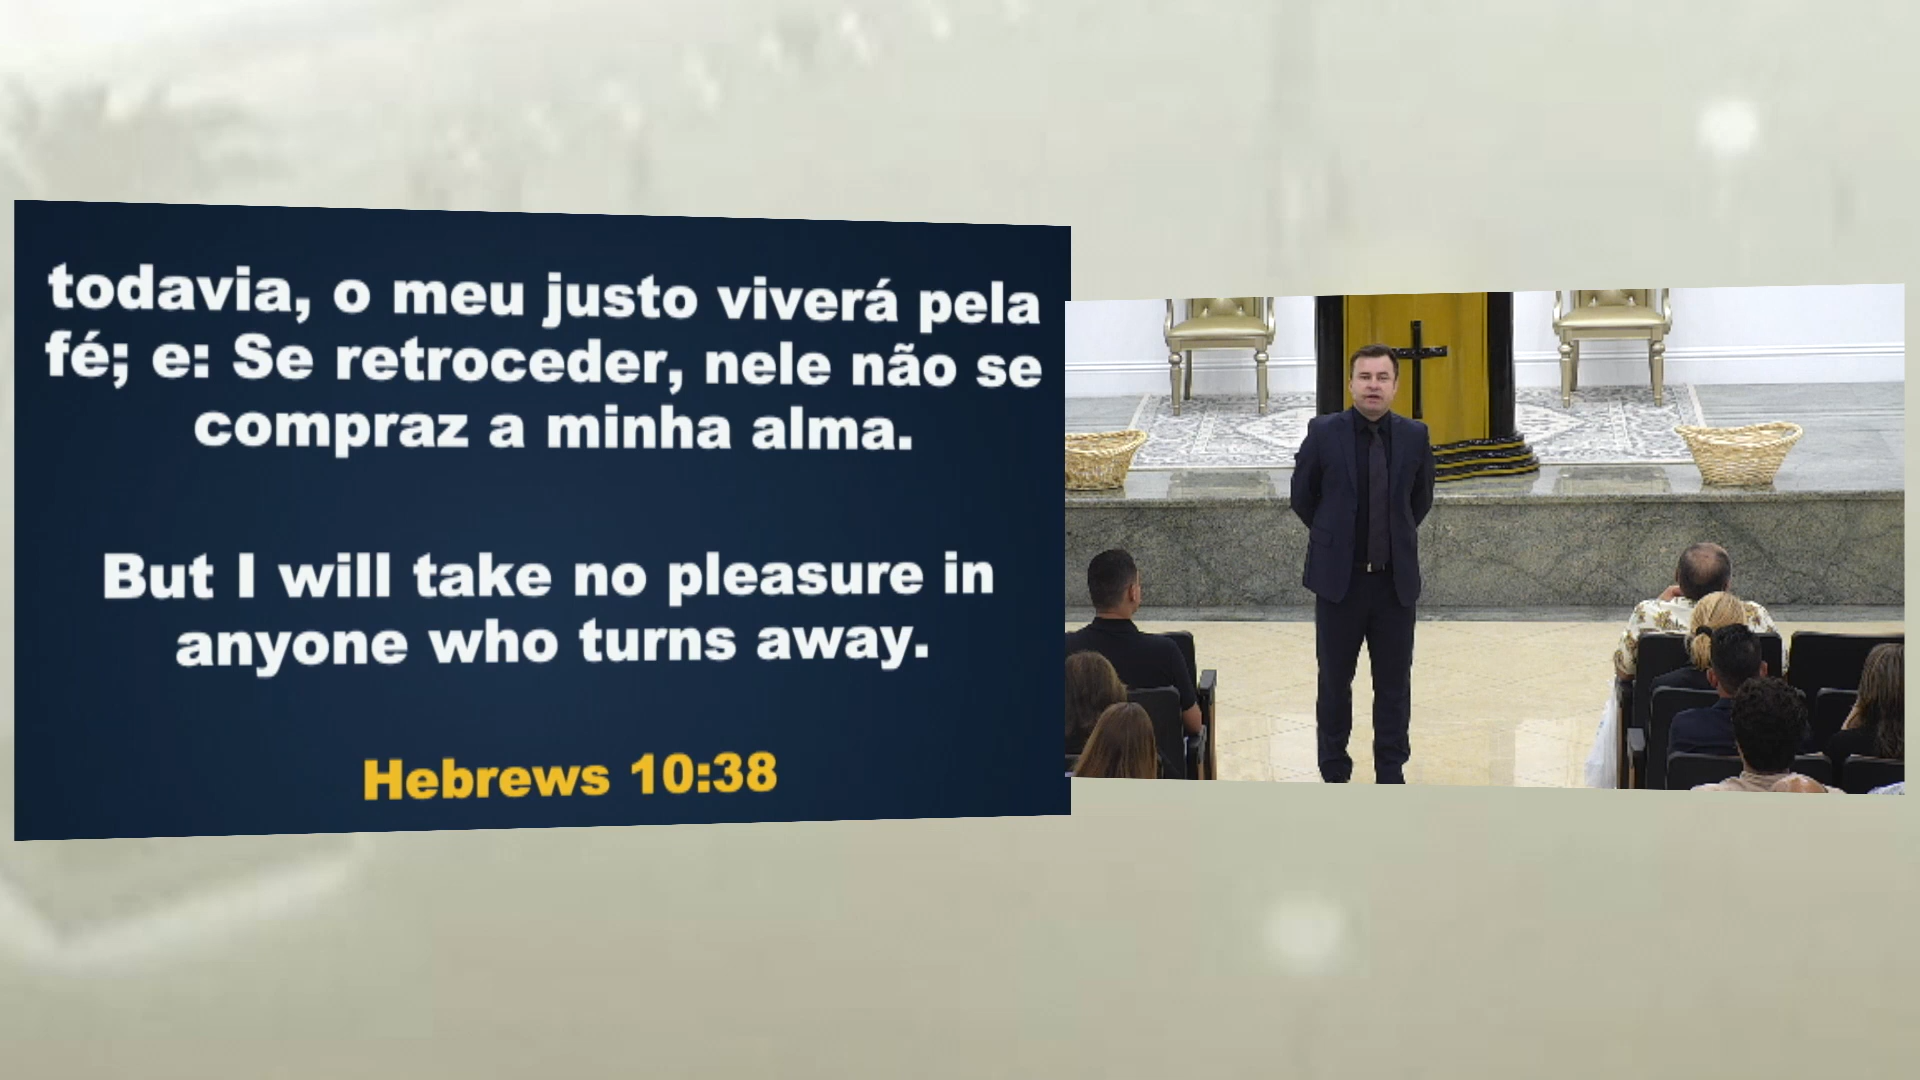 todavia, o meu justo viverá pela
fé; e: Se retroceder, nele não se
compraz a minha alma.
But I will take no pleasure in
anyone who turns away.
Hebrews 10:38